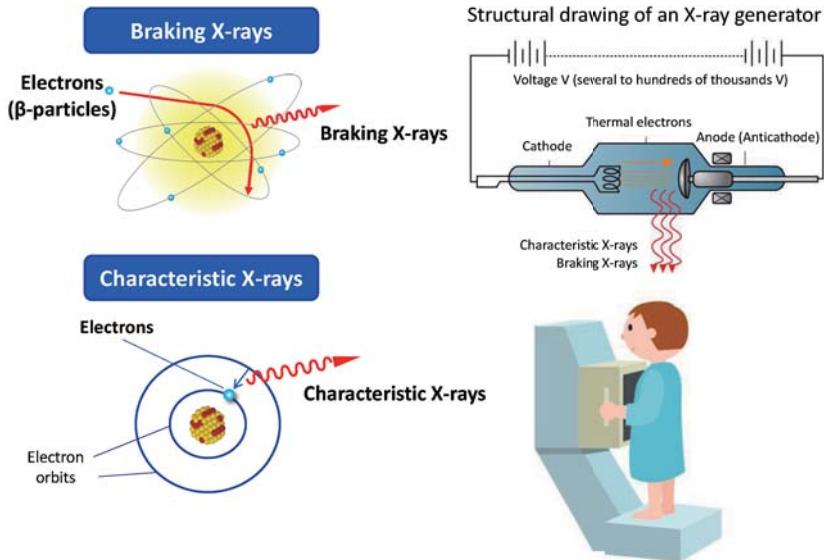 Braking X-rays
Electrons
(β-particles)
Braking X-rays
Characteristic X-rays
Electrons
Characteristic X-rays
Electron
orbits
Structural drawing of an X-ray generator
Voltage V (several to hundreds of thousands V)
Thermal electrons
Cathode
Anode (Anticathode)
Characteristic X-rays
Braking X-rays